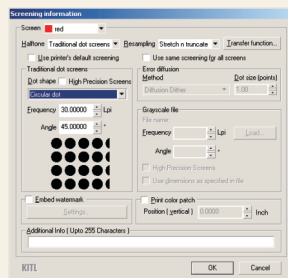 Screening information
Screen red
Halftone Traditional dot screens Resampling Stretch n truncate Transfer function...
Use printer's default screening Use same screening for all screens
Traditional dot screens
Dot shape High Precision Screens
Circular dot
Frequency 30.00000 Lpi
Angle 45.00000 °
Error diffusion
Method Dot size (points)
Diffusion Dither 1.00
Grayscale file
File name:
Frequency Lpi Load...
Angle °
High Precision Screens
Use dimensions as specified in file
Embed watermark
Settings...
Print color patch
Position ( vertical ) 0.0000 Inch
Additional Info ( Upto 255 Characters )
KITL OK Cancel